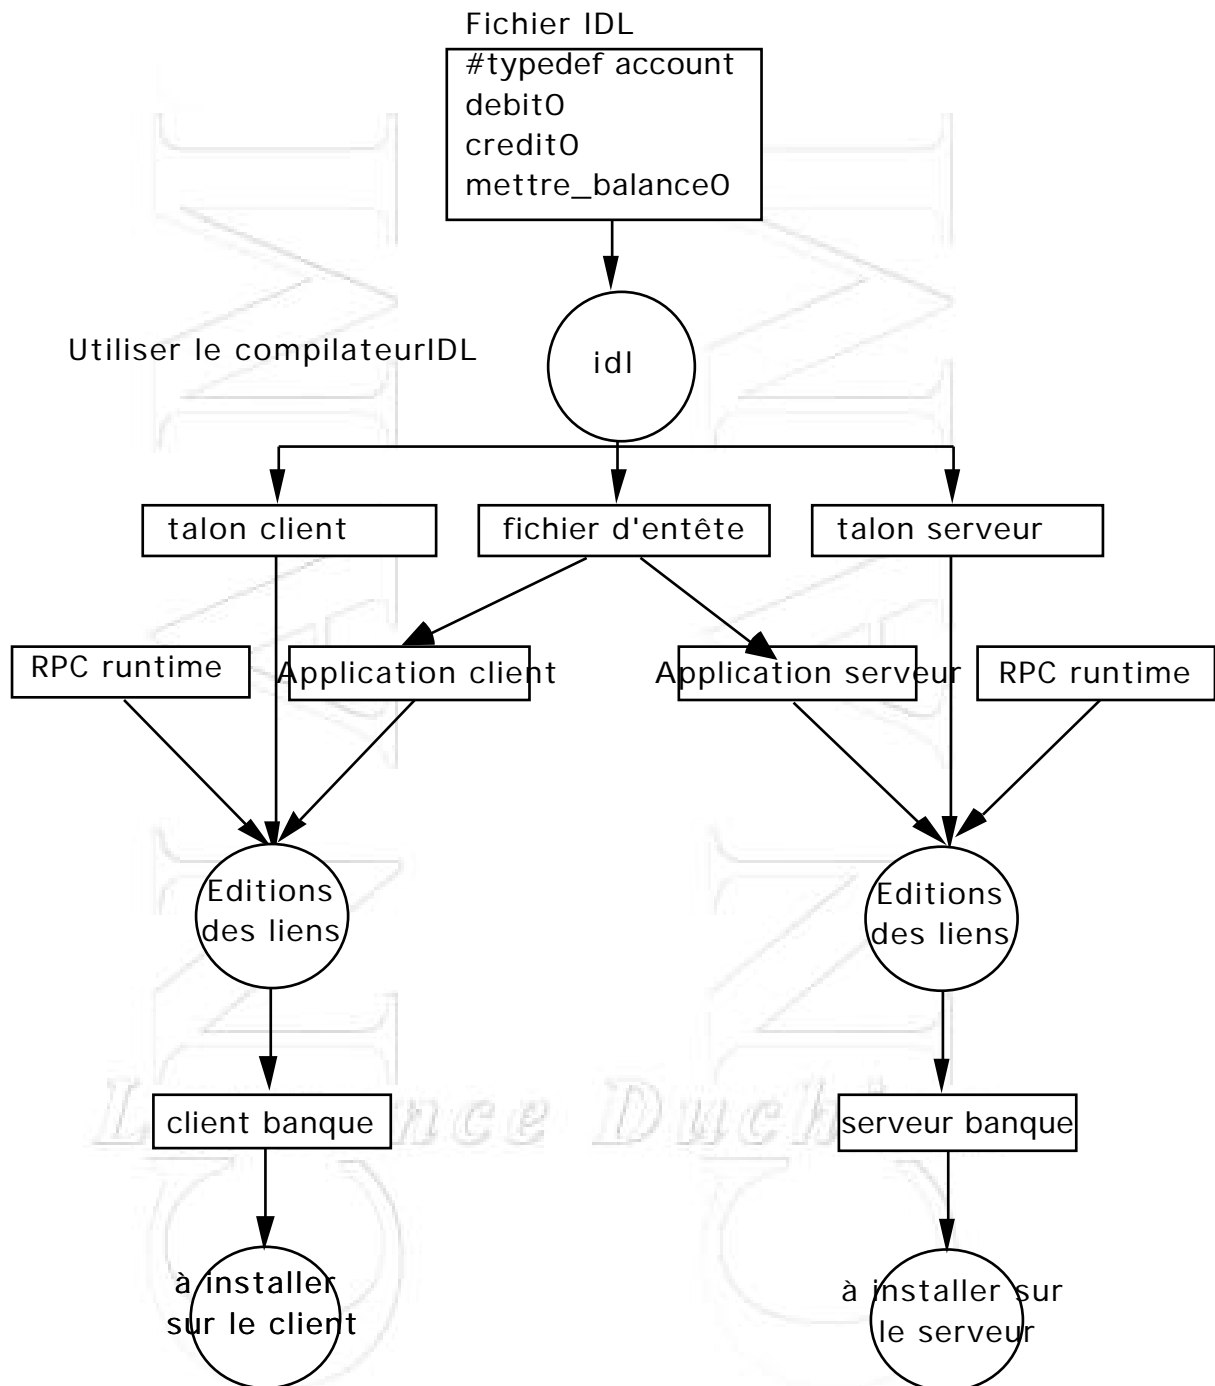 Fichier IDL
#typedef account
debit()
credit()
mettre_balance()
Utiliser le compilateurIDL
idl
talon client
fichier d'entête
talon serveur
RPC runtime
Application client
Application serveur
RPC runtime
Editions
des liens
Editions
des liens
client banque
serveur banque
à installer
sur le client
à installer sur
le serveur